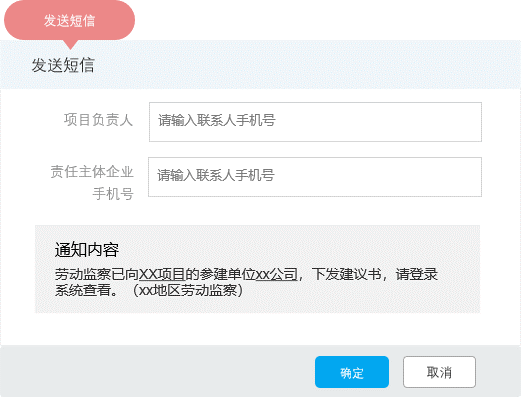 发送短信
发送短信
项目负责人
请输入联系人手机号
责任主体企业
手机号
请输入联系人手机号
通知内容
劳动监察已向XX项目的参建单位xx公司，下发建议书，请登录
系统查看。（xx地区劳动监察）
确定
取消